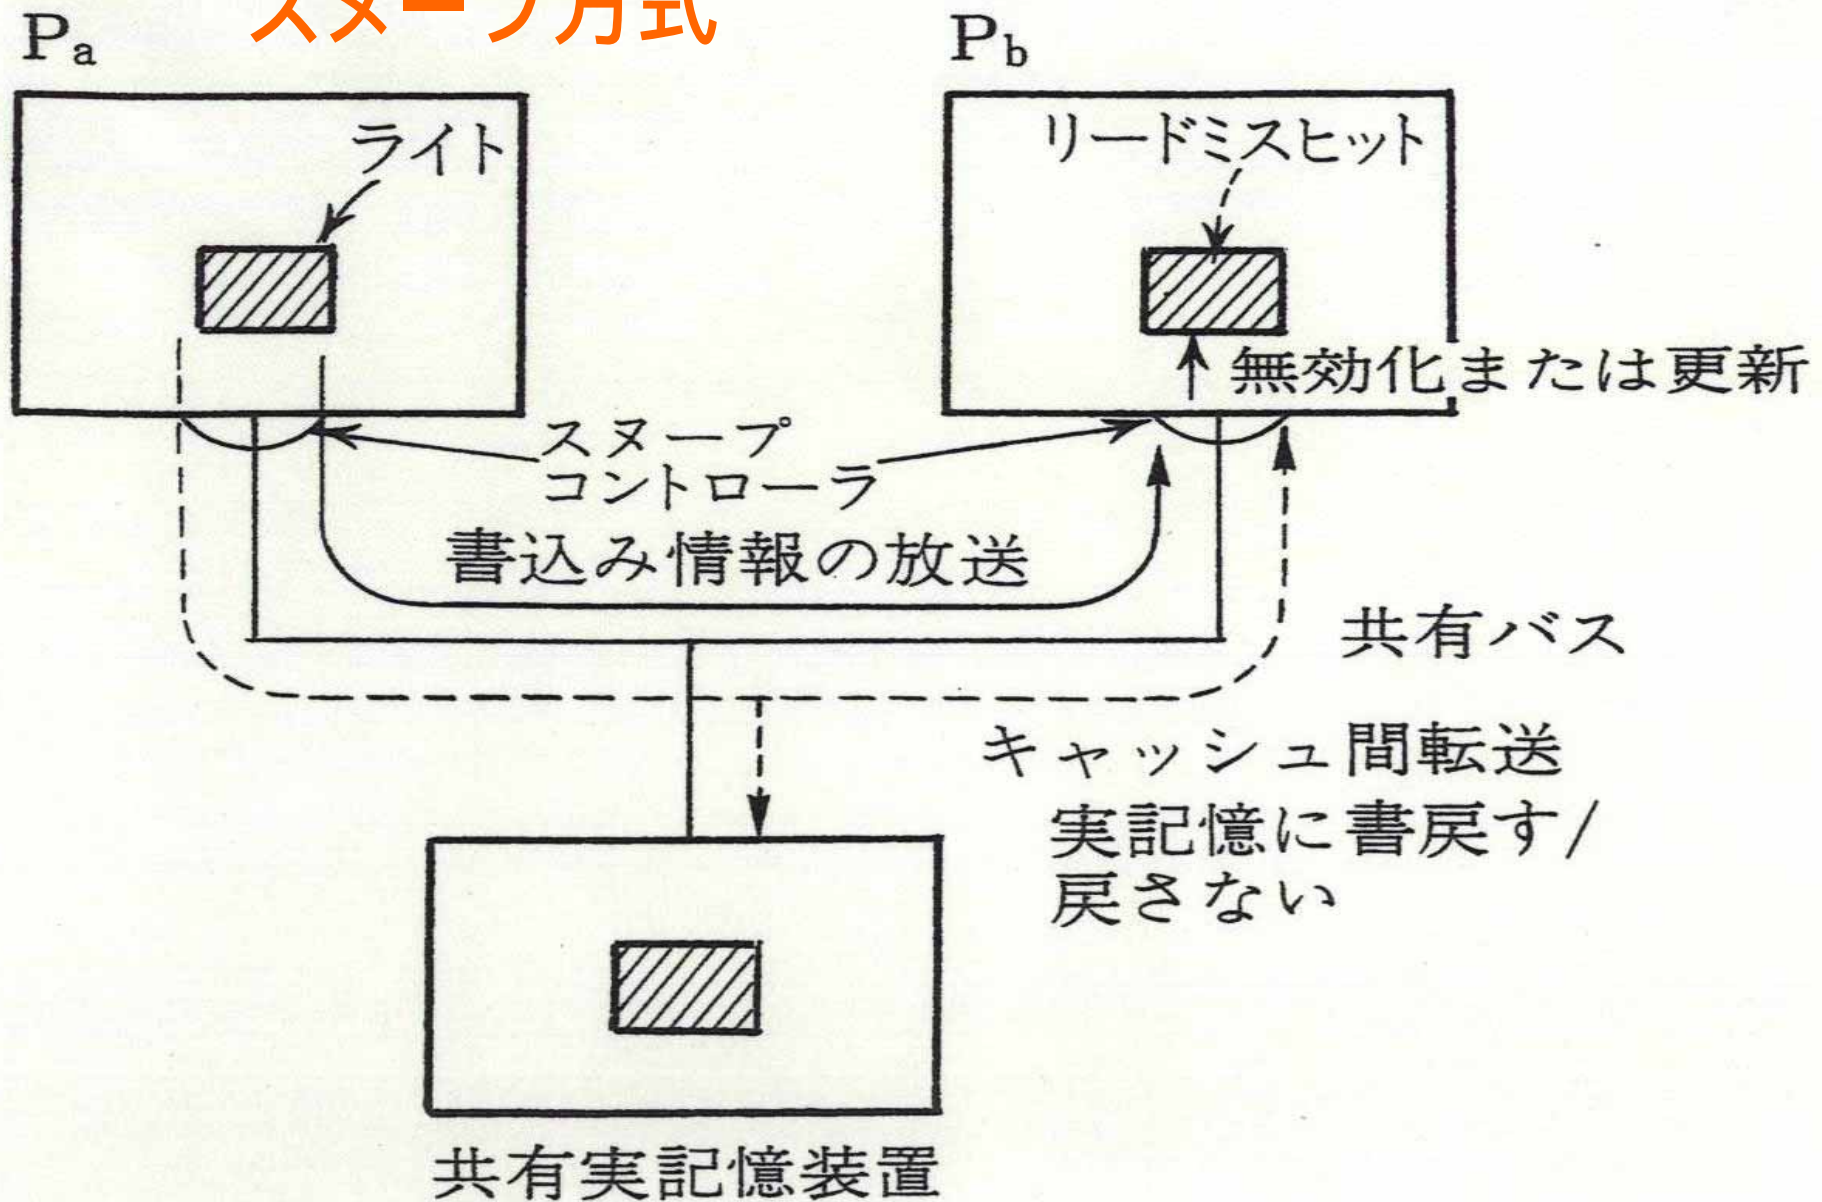 スヌープ方式
Pa
Pb
ライト
リードミスヒット
無効化または更新
スヌープ
コントローラ
書込み情報の放送
共有バス
キャッシュ間転送
実記憶に書戻す/
戻さない
共有実記憶装置